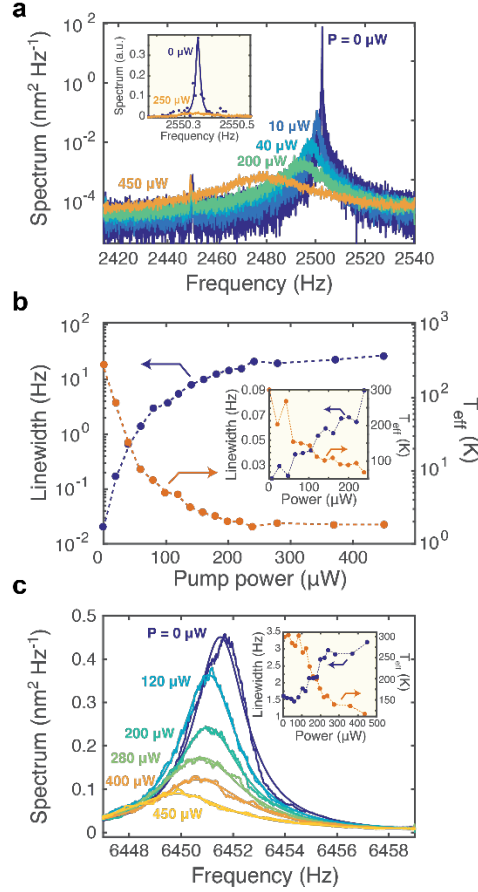 a
Spectrum (nm² Hz⁻¹)
10²
10⁰
10⁻²
10⁻⁴
P = 0 µW
10 µW
40 µW
200 µW
450 µW
2420 2440 2460 2480 2500 2520 2540
Frequency (Hz)
Spectrum (a.u.)
0.4
0.3
0.2
0.1
0
0 µW
250 µW
2550.3 2550.5
Frequency (Hz)
b
Linewidth (Hz)
10²
10¹
10⁰
10⁻¹
10⁻²
T_eff (K)
10³
10²
10¹
10⁰
0 100 200 300 400 500
Pump power (µW)
Linewidth (Hz)
0.09
0.07
0.05
0.03
T_eff (K)
300
200
100
0 100 200
Power (µW)
c
Spectrum (nm² Hz⁻¹)
0.5
0.4
0.3
0.2
0.1
0
P = 0 µW
120 µW
200 µW
280 µW
400 µW
450 µW
6448 6450 6452 6454 6456 6458
Frequency (Hz)
Linewidth (Hz)
3.5
3
2.5
2
1.5
1
T_eff (K)
300
250
200
150
0 100 200 300 400 500
Power (µW)